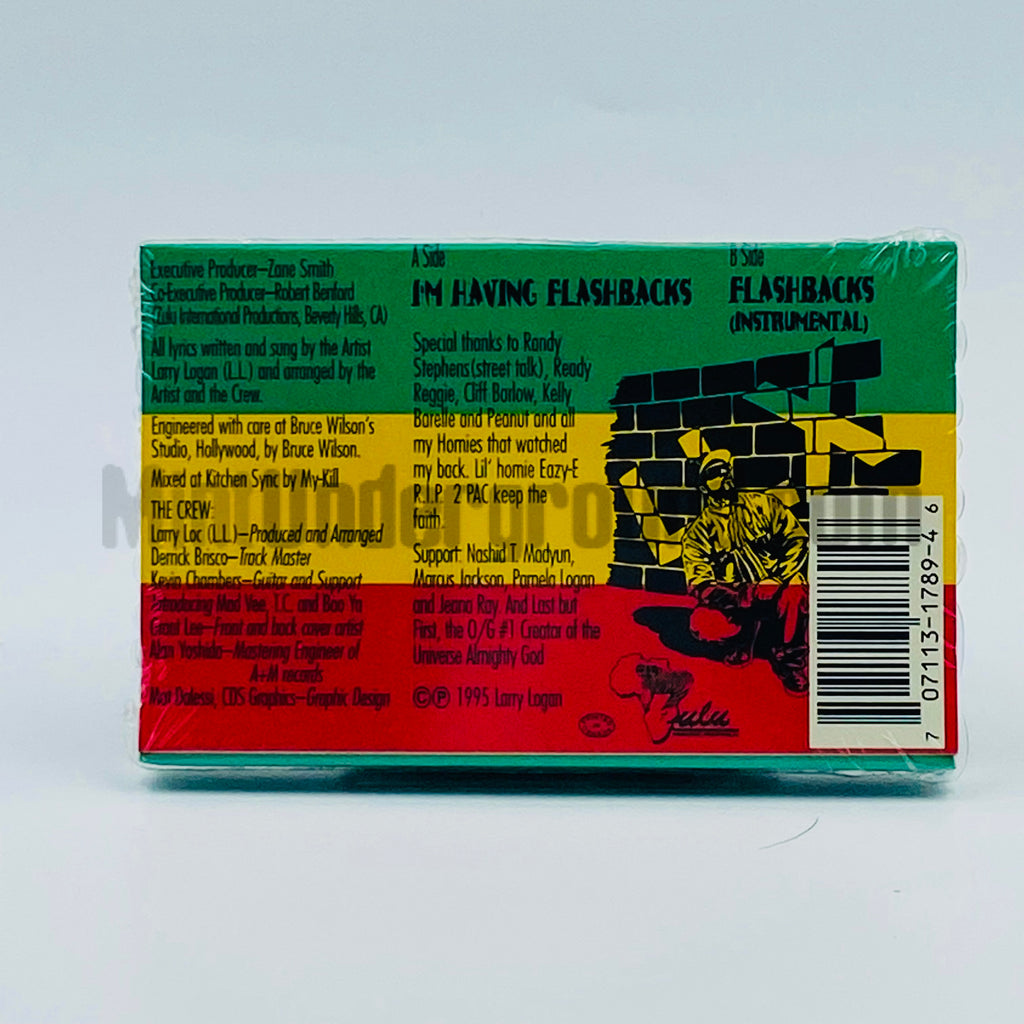 Executive Producer—Zane Smith
Co-Executive Producer—Robert Benford
(Zulu International Productions, Beverly Hills, CA)
All lyrics written and sung by the Artist
Larry Logan (L.L.) and arranged by the
Artist and the Crew.
Engineered with care at Bruce Wilson's
Studio, Hollywood, by Bruce Wilson.
Mixed at Kitchen Sync by My-Kill
THE CREW:
Larry Loc (L.L.)—Produced and Arranged
Derrick Brisco—Track Master
Kevin Chambers—Guitar and Support
Introducing Mad Vee, T.C. and Boo Ya
Grant Lee—Front and back cover artist
Alan Yoshida—Mastering Engineer of
A+M records
Mar Dolessi, CDS Graphics—Graphic Design
A Side
I'M HAVING FLASHBACKS
Special thanks to Randy
Stephens(street talk), Ready
Reggie, Cliff Barlow, Kelly
Barelle and Peanut and all
my Homies that watched
my back. Lil' homie Eazy-E
R.I.P. 2 PAC keep the
faith.
Support: Nashid T. Madyun,
Marcus Jackson, Pamela Logan
and Jeana Ray. And Last but
First, the O/G #1 Creator of the
Universe Almighty God
©℗ 1995 Larry Logan
B Side
FLASHBACKS
(INSTRUMENTAL)
Zulu
7 07113-1789-4 6